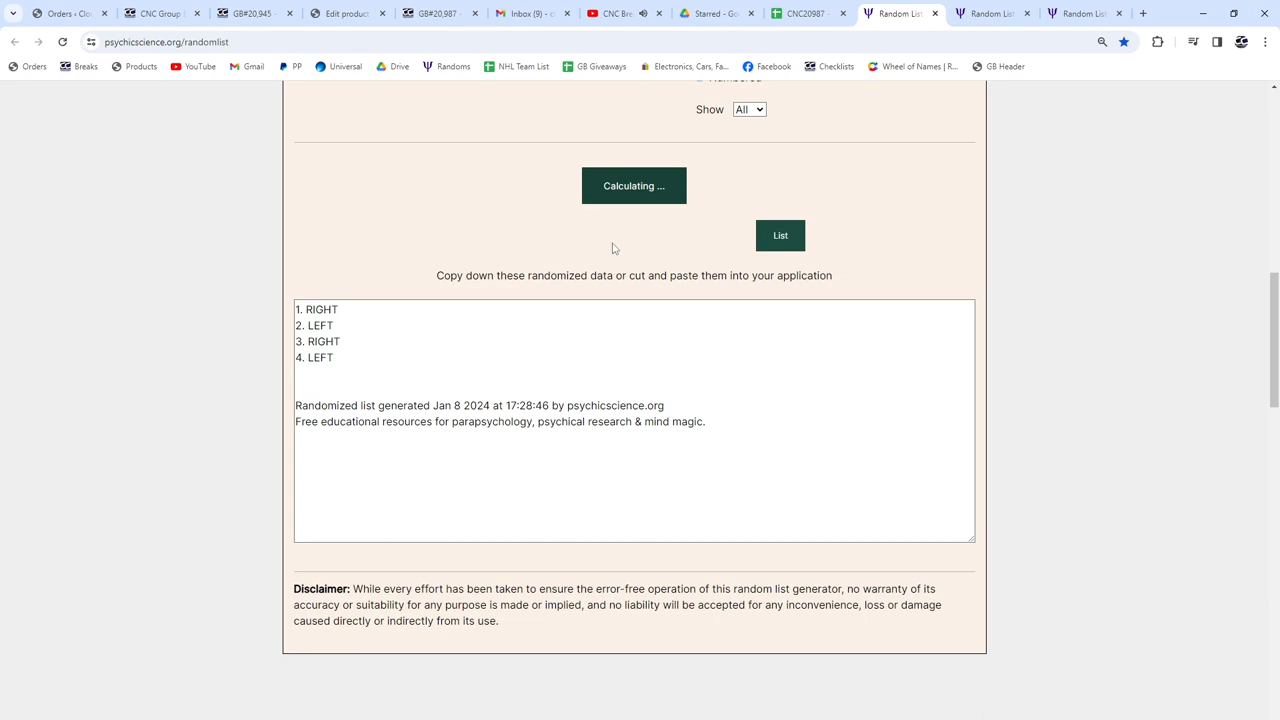 Orders ‹ Clo
CNC Group
GB#20,945 -
Edit product
GB#20,987 -
Gmail
Inbox (9) - c
CNC Bre
Starred - Go
CNC20987 -
Random List
Random List
Random List
psychicscience.org/randomlist
Orders
Breaks
Products
YouTube
Gmail
PP
Universal
Drive
Randoms
NHL Team List
GB Giveaways
Electronics, Cars, Fa...
Facebook
Checklists
Wheel of Names | R...
GB Header
Numbered
Show All
Calculating ...
List
Copy down these randomized data or cut and paste them into your application
1. RIGHT
2. LEFT
3. RIGHT
4. LEFT
Randomized list generated Jan 8 2024 at 17:28:46 by psychicscience.org
Free educational resources for parapsychology, psychical research & mind magic.
Disclaimer: While every effort has been taken to ensure the error-free operation of this random list generator, no warranty of its
accuracy or suitability for any purpose is made or implied, and no liability will be accepted for any inconvenience, loss or damage
caused directly or indirectly from its use.